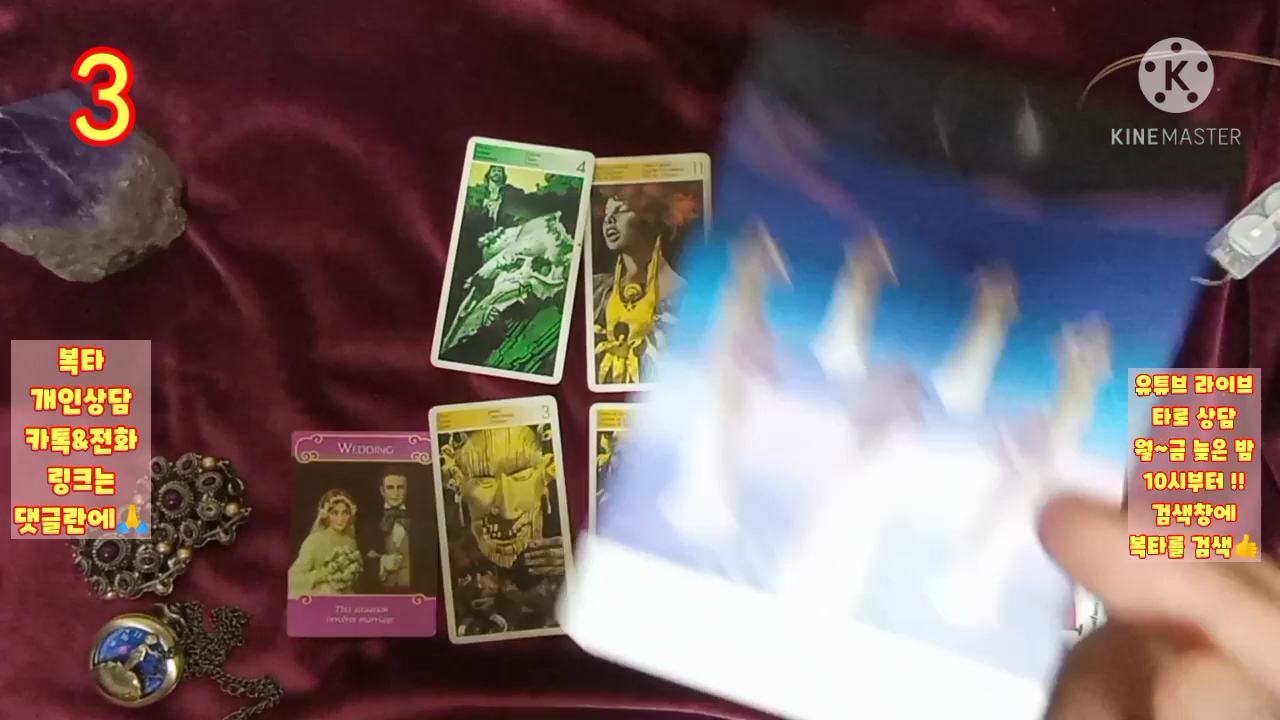 3
KINEMASTER
4
11
복타
개인상담
카톡&전화
링크는
댓글란에🙏
유튜브 라이브
타로 상담
월~금 늦은 밤
10시부터 !!
검색창에
복타를 검색👍
3
WEDDING
This situation
involves marriage.